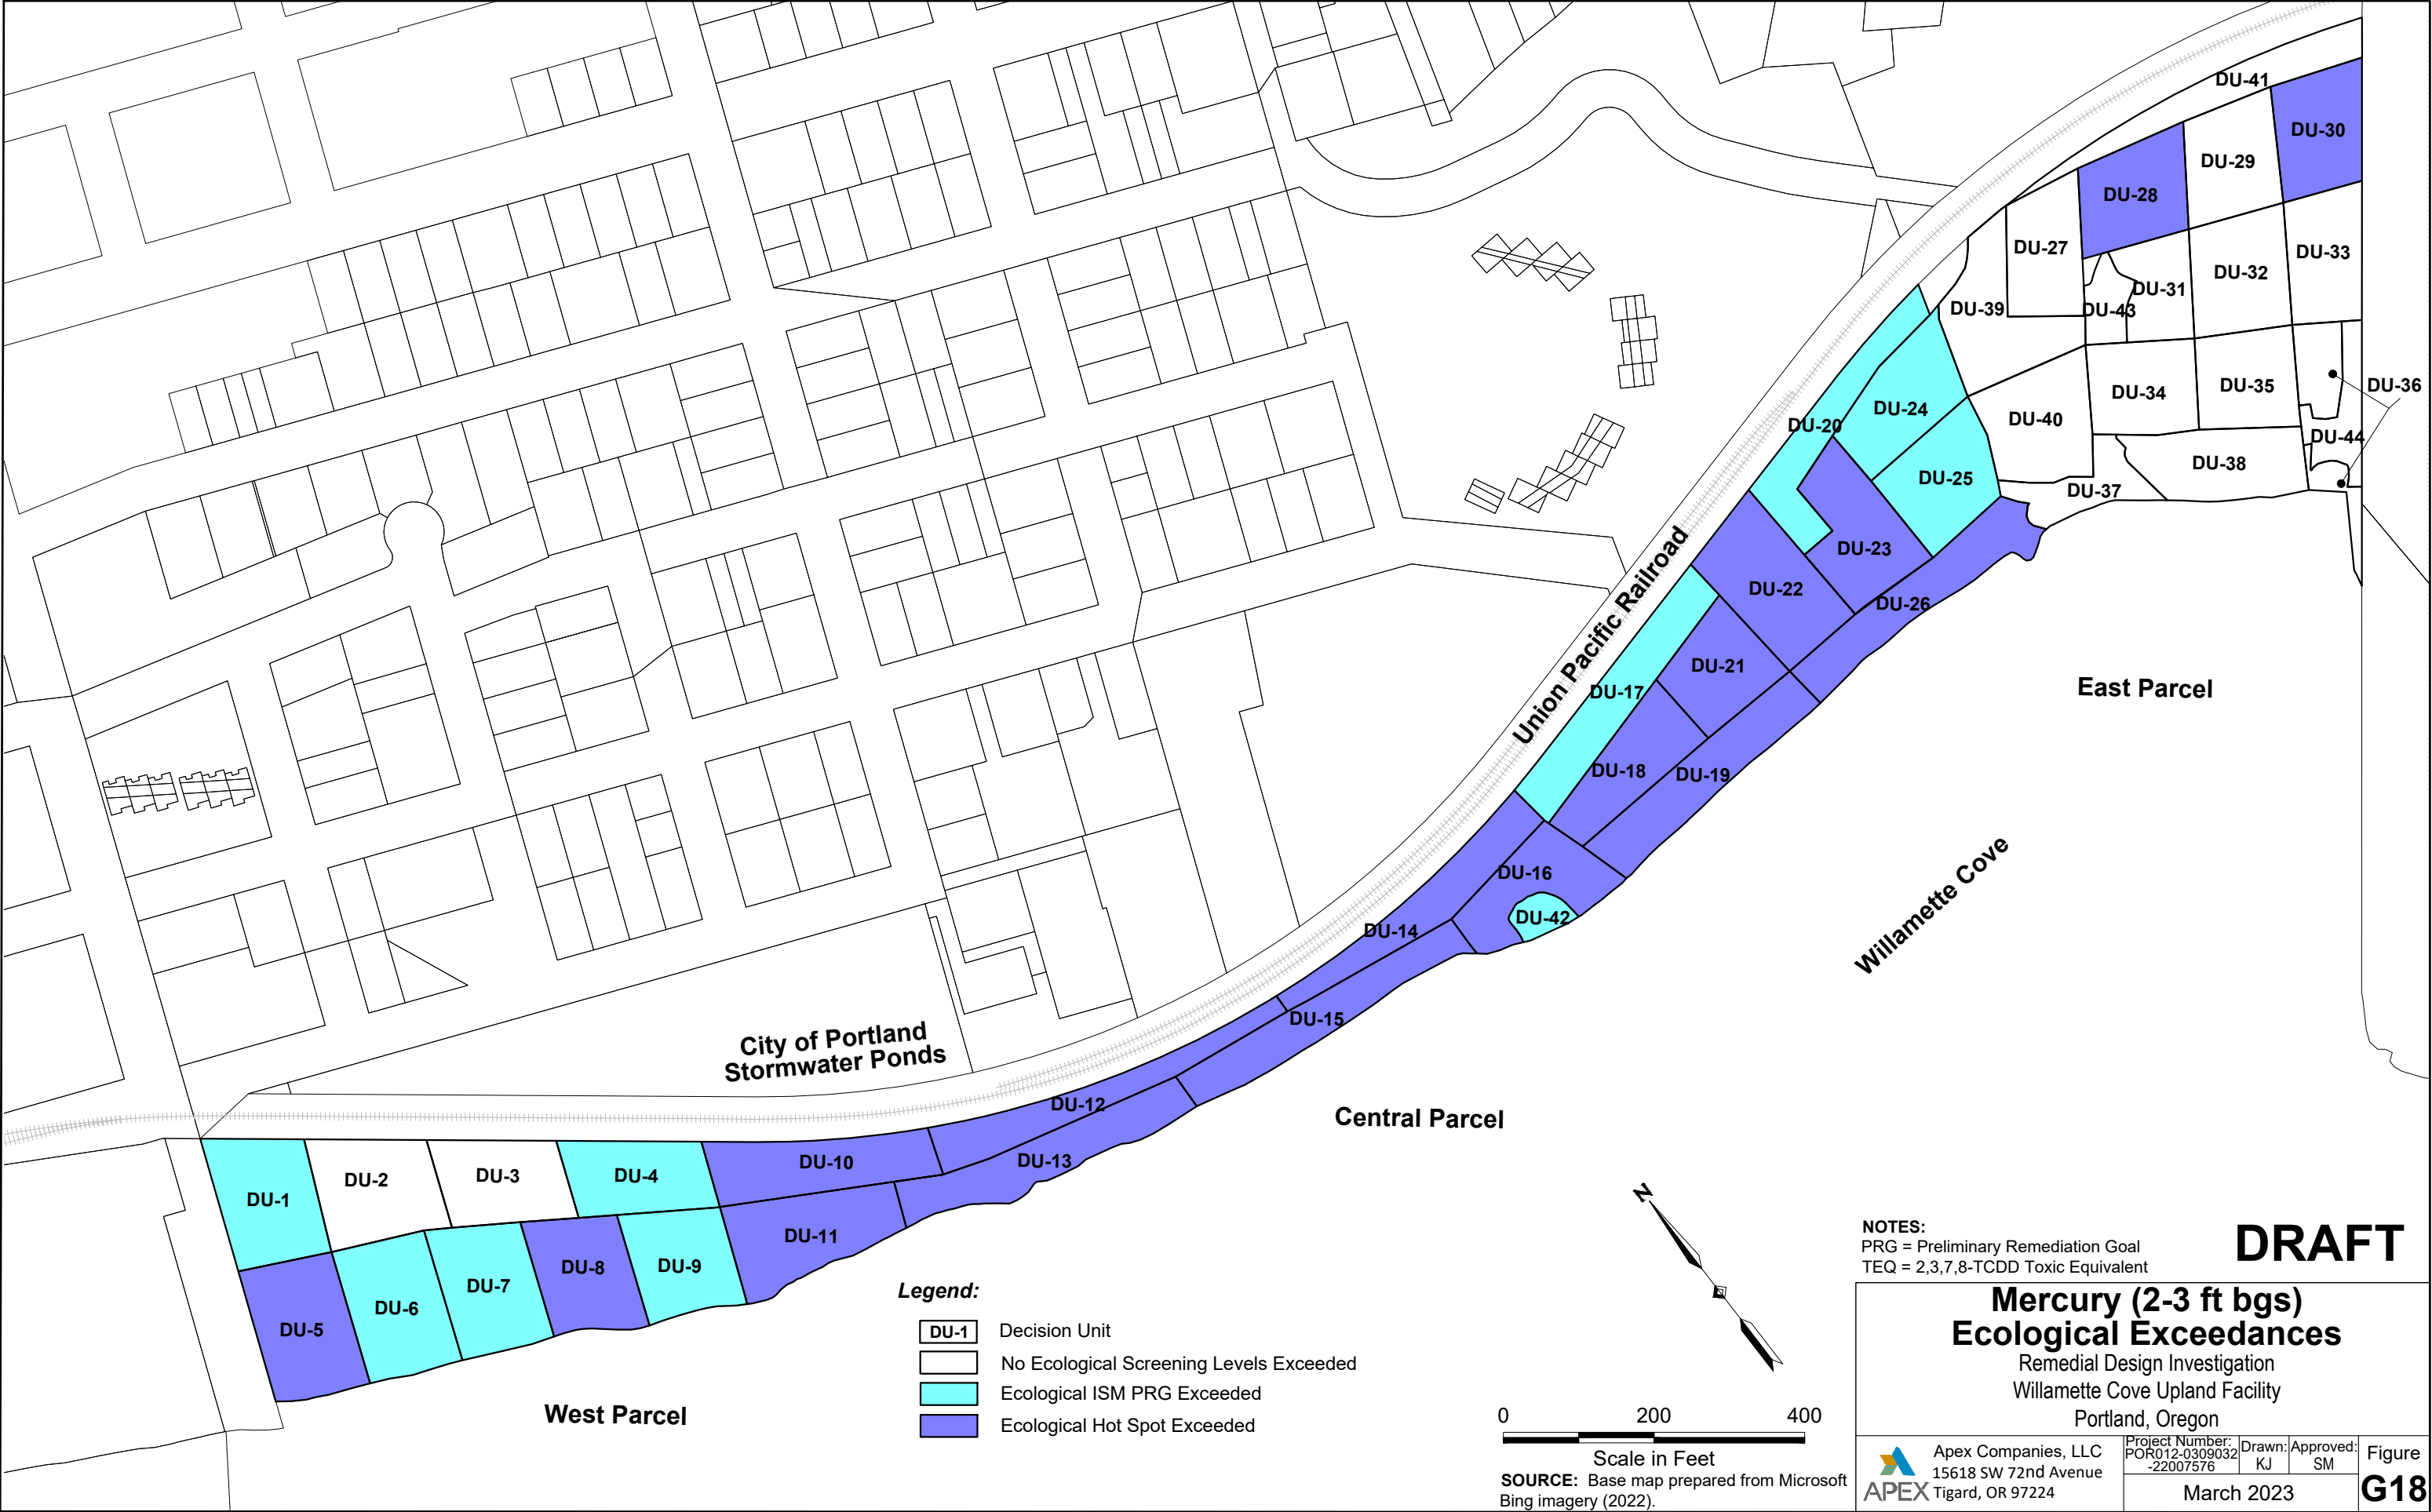 DU-41
DU-30
DU-29
DU-28
DU-27
DU-33
DU-32
DU-31
DU-43
DU-39
DU-36
DU-35
DU-34
DU-24
DU-40
DU-20
DU-44
DU-38
DU-25
DU-37
DU-23
DU-22
DU-26
Union Pacific Railroad
DU-21
East Parcel
DU-17
DU-18
DU-19
DU-16
DU-42
Willamette Cove
DU-14
DU-15
City of Portland
Stormwater Ponds
DU-12
Central Parcel
DU-13
DU-10
DU-4
DU-3
DU-2
DU-1
DU-11
DU-8
DU-9
DU-7
DU-6
DU-5
West Parcel
N
Legend:
DU-1 Decision Unit
No Ecological Screening Levels Exceeded
Ecological ISM PRG Exceeded
Ecological Hot Spot Exceeded
0 200 400
Scale in Feet
SOURCE: Base map prepared from Microsoft
Bing imagery (2022).
NOTES:
PRG = Preliminary Remediation Goal
TEQ = 2,3,7,8-TCDD Toxic Equivalent
DRAFT
Mercury (2-3 ft bgs)
Ecological Exceedances
Remedial Design Investigation
Willamette Cove Upland Facility
Portland, Oregon
APEX
Apex Companies, LLC
15618 SW 72nd Avenue
Tigard, OR 97224
Project Number:
POR012-0309032
-22007576
Drawn:
KJ
Approved:
SM
March 2023
Figure
G18